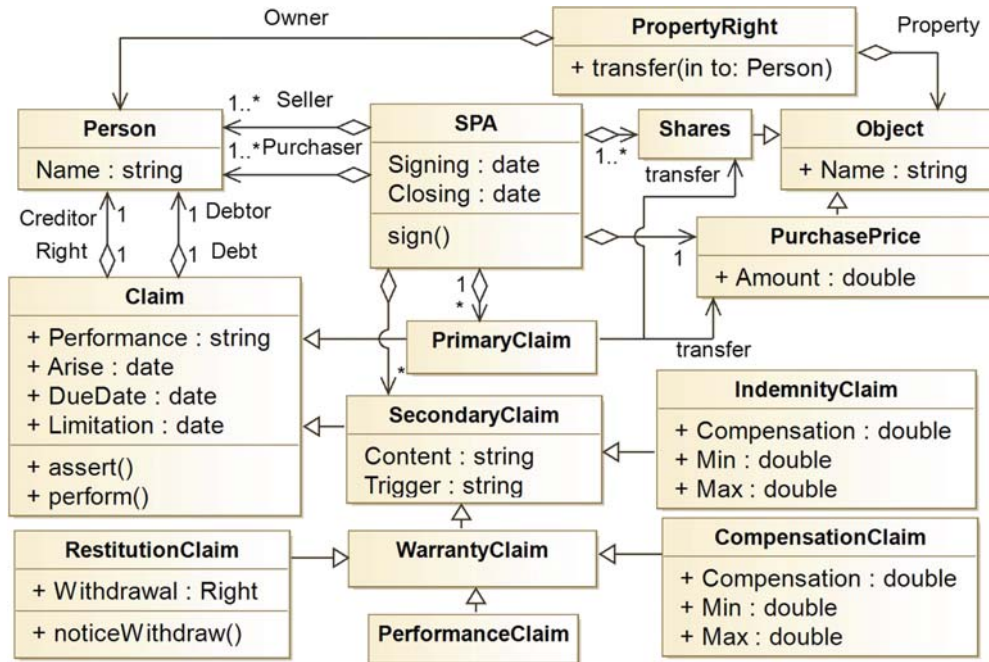 Owner
PropertyRight
+ transfer(in to: Person)
Property
Person
Name : string
1..* Seller
1..* Purchaser
SPA
Signing : date
Closing : date
sign()
1..*
Shares
transfer
Object
+ Name : string
Creditor 1
1 Debtor
Right 1
1 Debt
1
*
1
PurchasePrice
+ Amount : double
Claim
+ Performance : string
+ Arise : date
+ DueDate : date
+ Limitation : date
+ assert()
+ perform()
PrimaryClaim
transfer
*
SecondaryClaim
Content : string
Trigger : string
IndemnityClaim
+ Compensation : double
+ Min : double
+ Max : double
RestitutionClaim
+ Withdrawal : Right
+ noticeWithdraw()
WarrantyClaim
CompensationClaim
+ Compensation : double
+ Min : double
+ Max : double
PerformanceClaim